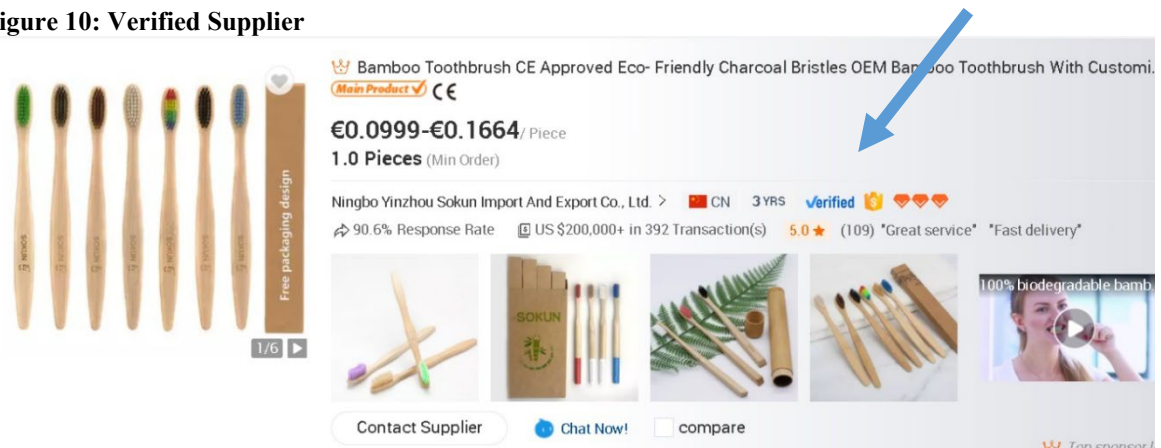 igure 10: Verified Supplier
Bamboo Toothbrush CE Approved Eco- Friendly Charcoal Bristles OEM Bamboo Toothbrush With Customi.
Main Product CE
€0.0999-€0.1664/ Piece
1.0 Pieces (Min Order)
Ningbo Yinzhou Sokun Import And Export Co., Ltd. > CN 3 YRS Verified
90.6% Response Rate US $200,000+ in 392 Transaction(s) 5.0 (109) "Great service" "Fast delivery"
Free packaging design
SOKUN
100% biodegradable bamb
1/6
Contact Supplier Chat Now! compare
Top sponsor l